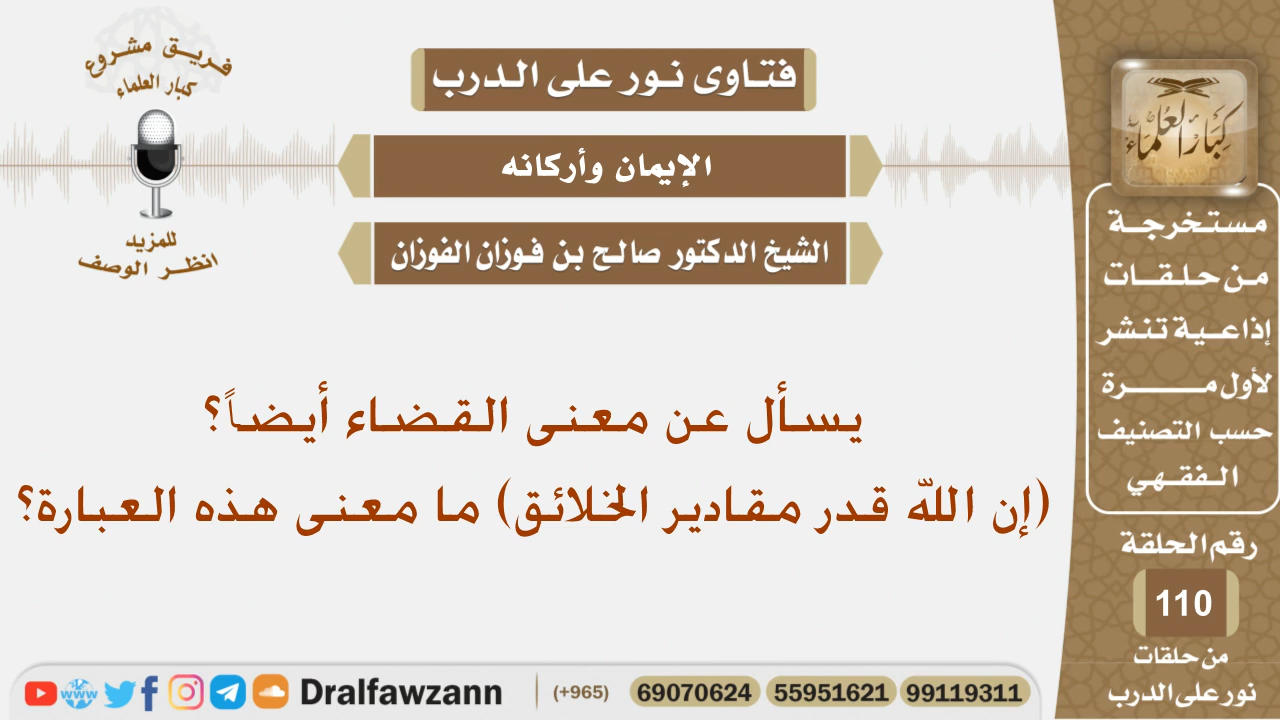 فريق مشروع
كبار العلماء
للمزيد
انظر الوصف
فتاوى نور على الدرب
الإيمان وأركانه
الشيخ الدكتور صالح بن فوزان الفوزان
يسأل عن معنى القضاء أيضاً؟
(إن الله قدر مقادير الخلائق) ما معنى هذه العبارة؟
كبار العلماء
مستخرجة
من حلقات
إذاعية تنشر
لأول مرة
حسب التصنيف
الفقهي
رقم الحلقة
110
من حلقات
نور على الدرب
www Dralfawzann (+965) 69070624 55951621 99119311